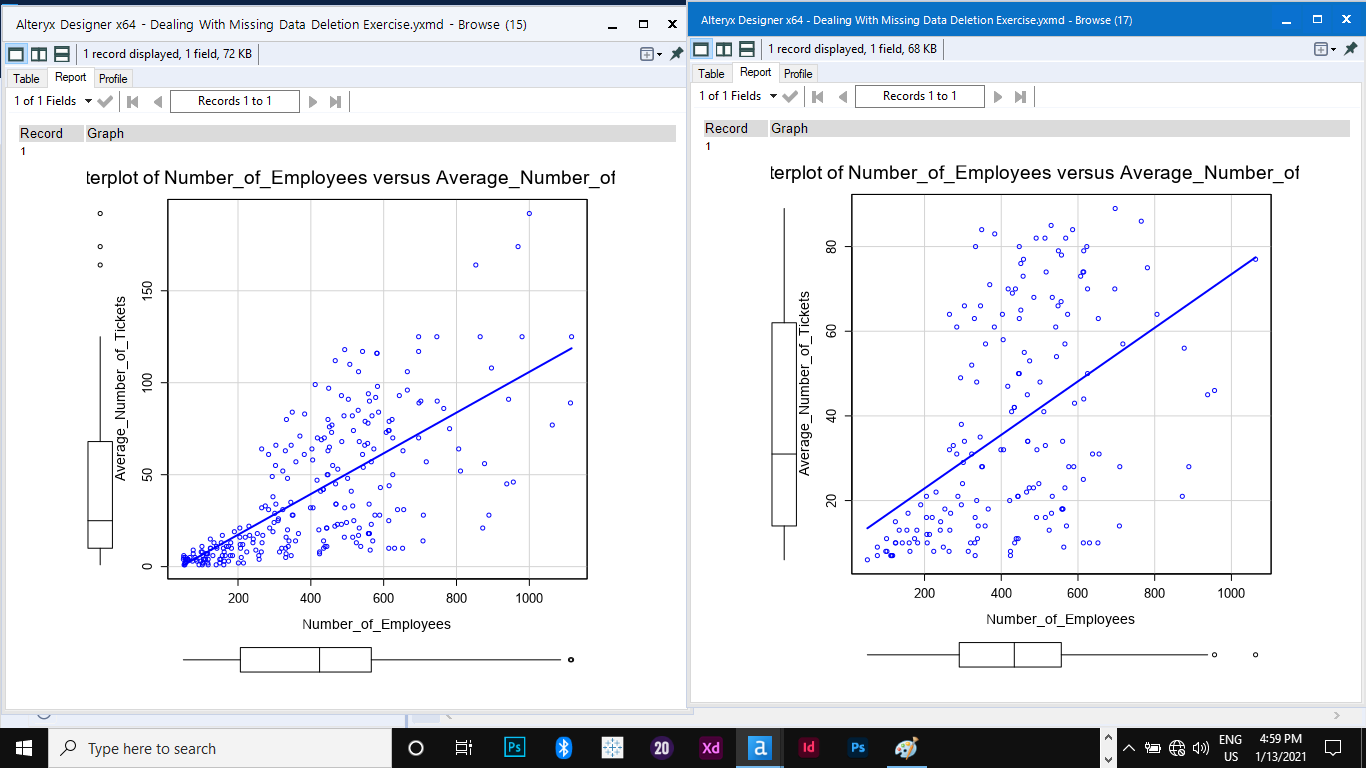 Alteryx Designer x64 - Dealing With Missing Data Deletion Exercise.yxmd - Browse (15)
1 record displayed, 1 field, 72 KB
Table Report Profile
1 of 1 Fields Records 1 to 1
Record Graph
1
terplot of Number_of_Employees versus Average_Number_of
Average_Number_of_Tickets
150
100
50
0
200 400 600 800 1000
Number_of_Employees
Alteryx Designer x64 - Dealing With Missing Data Deletion Exercise.yxmd - Browse (17)
1 record displayed, 1 field, 68 KB
Table Report Profile
1 of 1 Fields Records 1 to 1
Record Graph
1
terplot of Number_of_Employees versus Average_Number_of
Average_Number_of_Tickets
80
60
40
20
200 400 600 800 1000
Number_of_Employees
Type here to search
Ps 20 Xd a Id Ps
ENG
US
4:59 PM
1/13/2021